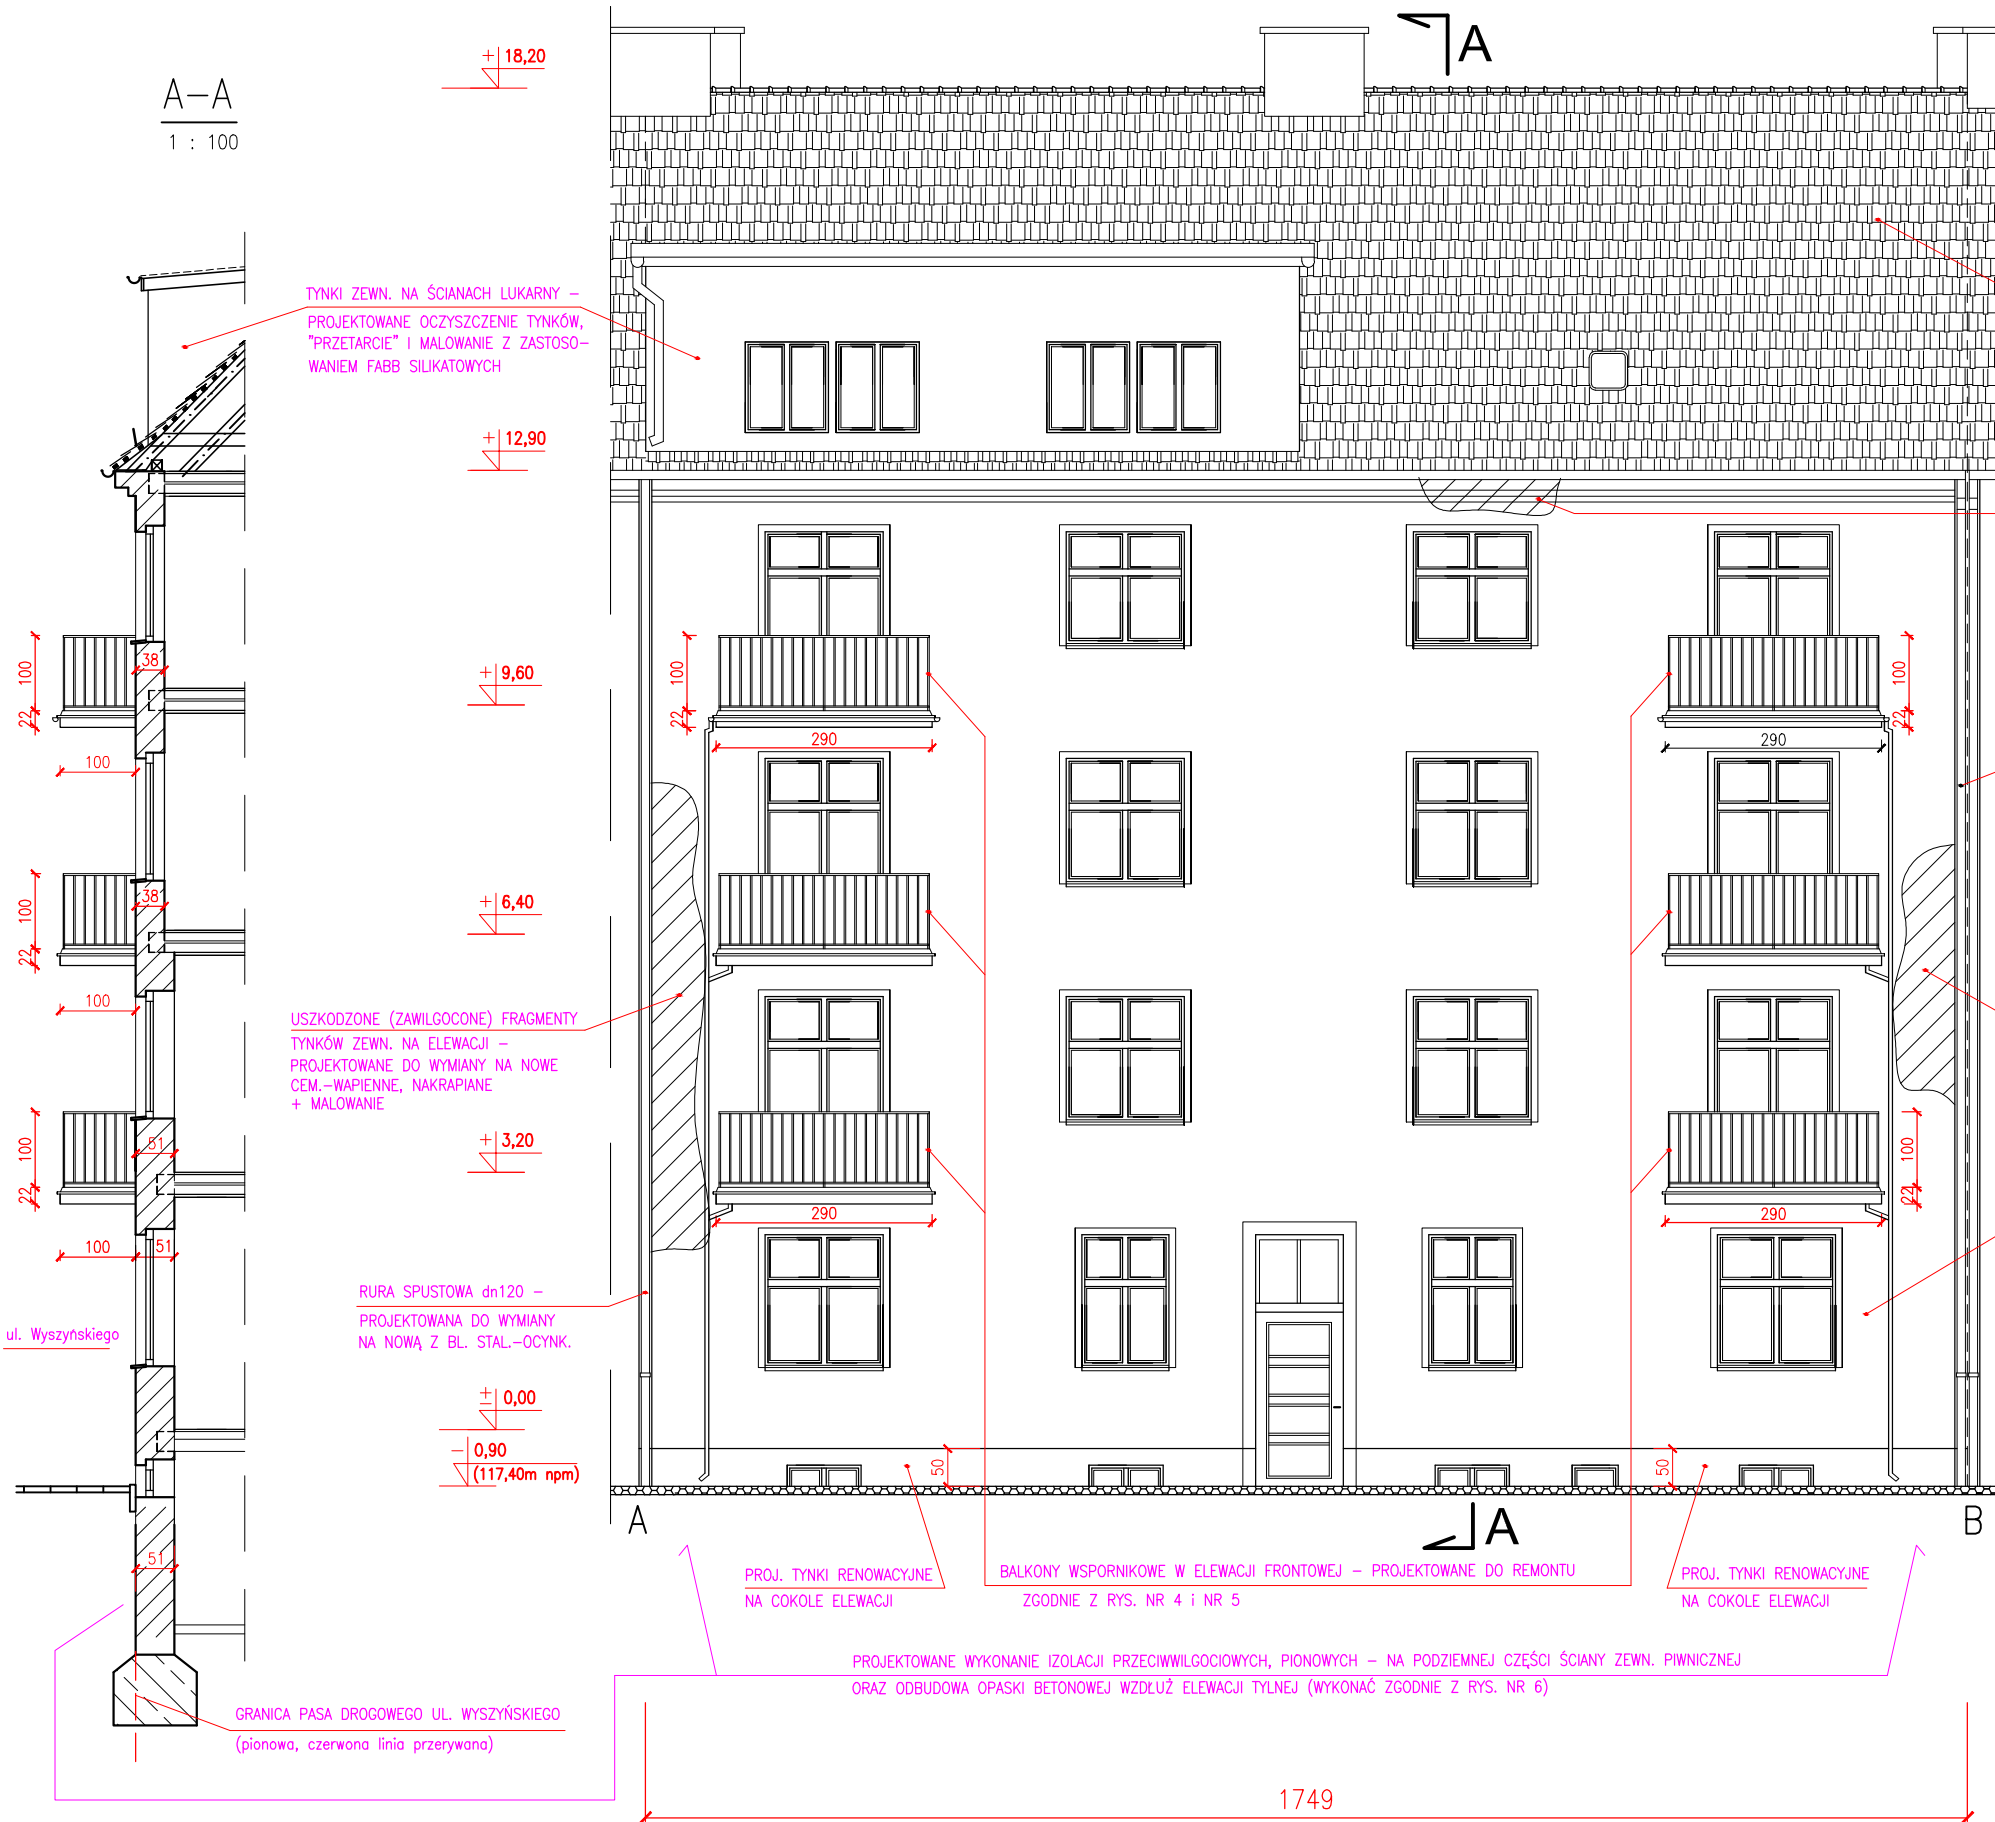 A-A
1 : 100
+ 18,20
A
TYNKI ZEWN. NA ŚCIANACH LUKARNY –
PROJEKTOWANE OCZYSZCZENIE TYNKÓW,
"PRZETARCIE" I MALOWANIE Z ZASTOSO-
WANIEM FABB SILIKATOWYCH
+ 12,90
100
22
38
100
+ 9,60
100
22
290
100
22
290
100
22
38
100
+ 6,40
USZKODZONE (ZAWILGOCONE) FRAGMENTY
TYNKÓW ZEWN. NA ELEWACJI –
PROJEKTOWANE DO WYMIANY NA NOWE
CEM.-WAPIENNE, NAKRAPIANE
+ MALOWANIE
100
22
51
100
51
+ 3,20
290
100
22
290
RURA SPUSTOWA dn120 –
PROJEKTOWANA DO WYMIANY
NA NOWĄ Z BL. STAL.-OCYNK.
ul. Wyszyńskiego
± 0,00
– 0,90
(117,40m npm)
50
50
A
A
B
51
PROJ. TYNKI RENOWACYJNE
NA COKOLE ELEWACJI
BALKONY WSPORNIKOWE W ELEWACJI FRONTOWEJ – PROJEKTOWANE DO REMONTU
ZGODNIE Z RYS. NR 4 i NR 5
PROJ. TYNKI RENOWACYJNE
NA COKOLE ELEWACJI
PROJEKTOWANE WYKONANIE IZOLACJI PRZECIWWILGOCIOWYCH, PIONOWYCH – NA PODZIEMNEJ CZĘŚCI ŚCIANY ZEWN. PIWNICZNEJ
ORAZ ODBUDOWA OPASKI BETONOWEJ WZDŁUŻ ELEWACJI TYLNEJ (WYKONAĆ ZGODNIE Z RYS. NR 6)
GRANICA PASA DROGOWEGO UL. WYSZYŃSKIEGO
(pionowa, czerwona linia przerywana)
1749